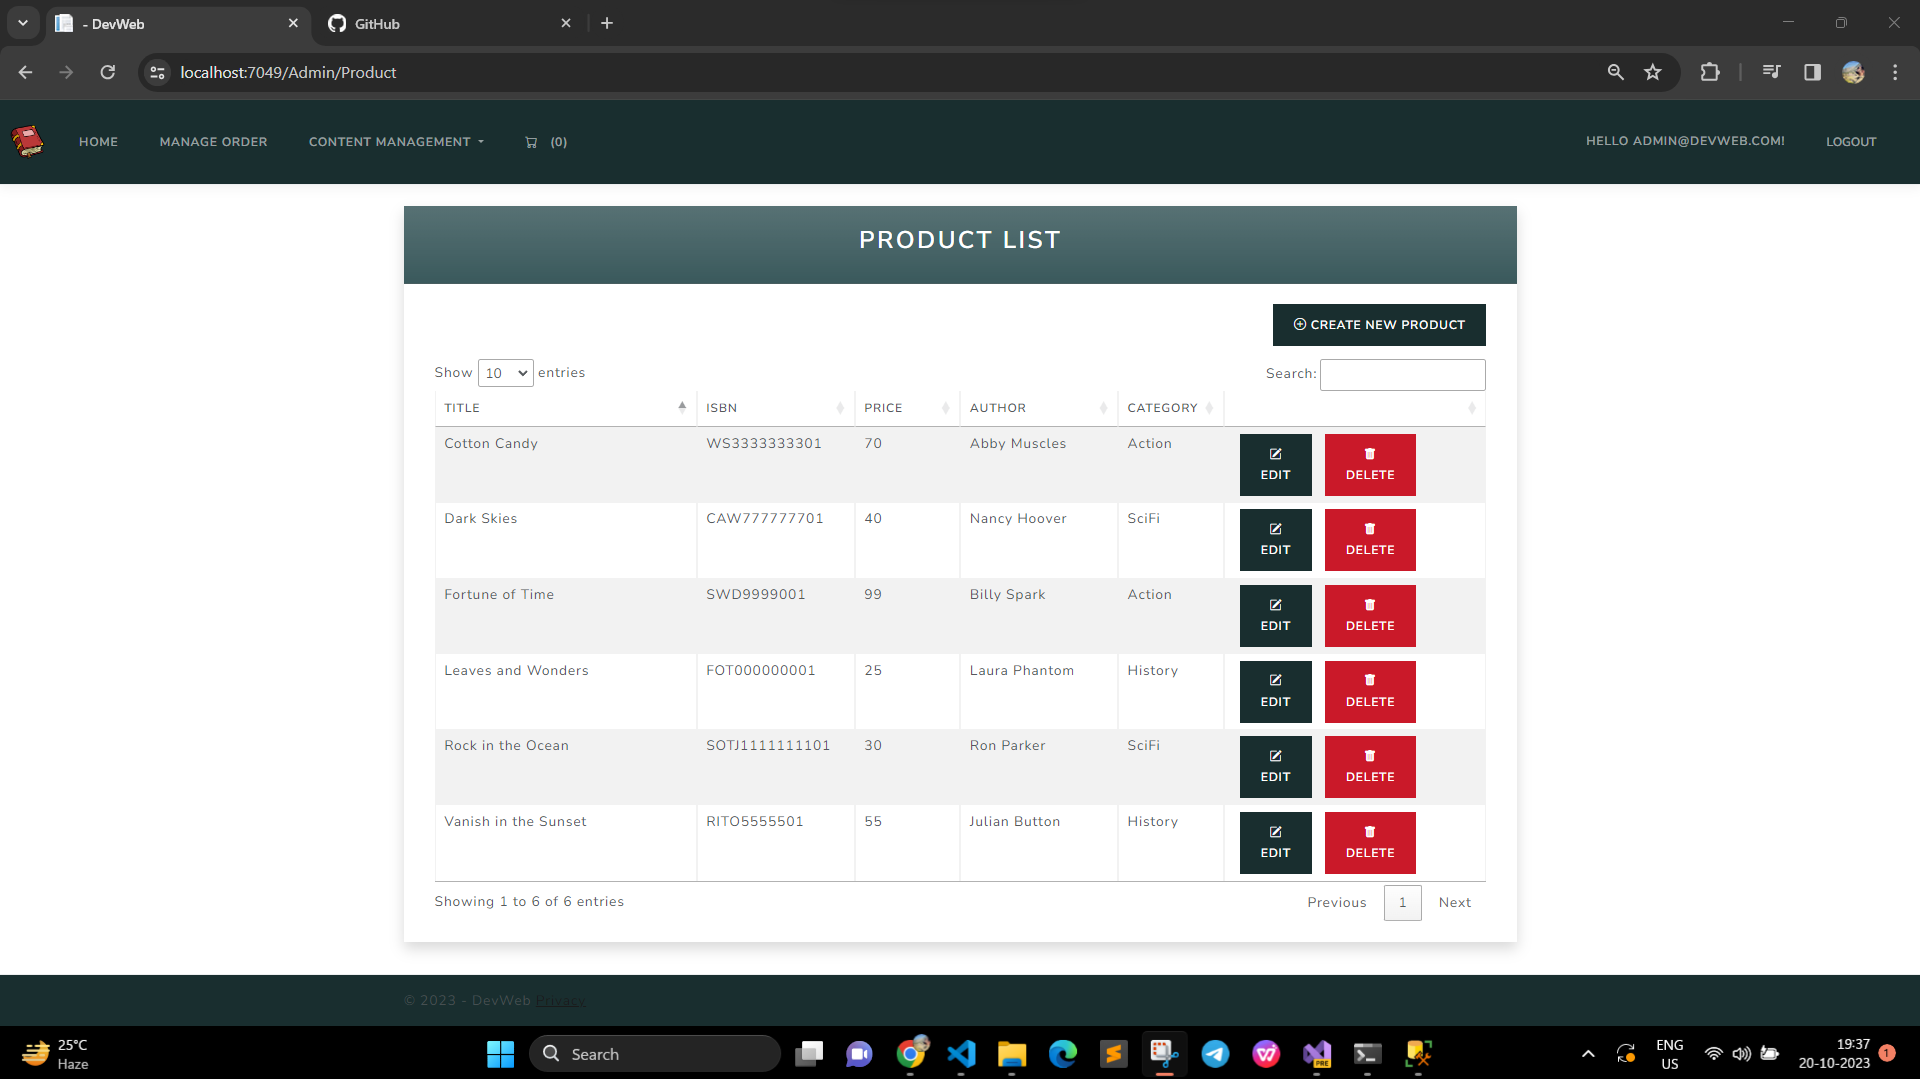 - DevWeb
GitHub
localhost:7049/Admin/Product
HOME
MANAGE ORDER
CONTENT MANAGEMENT
(0)
HELLO ADMIN@DEVWEB.COM!
LOGOUT
PRODUCT LIST
CREATE NEW PRODUCT
Show 10 entries
Search:
TITLE ISBN PRICE AUTHOR CATEGORY
Cotton Candy WS3333333301 70 Abby Muscles Action EDIT DELETE
Dark Skies CAW777777701 40 Nancy Hoover SciFi EDIT DELETE
Fortune of Time SWD9999001 99 Billy Spark Action EDIT DELETE
Leaves and Wonders FOT000000001 25 Laura Phantom History EDIT DELETE
Rock in the Ocean SOTJ1111111101 30 Ron Parker SciFi EDIT DELETE
Vanish in the Sunset RITO5555501 55 Julian Button History EDIT DELETE
Showing 1 to 6 of 6 entries
Previous 1 Next
© 2023 - DevWeb Privacy
25°C
Haze
Search
PRE
ENG
US
19:37
20-10-2023
1